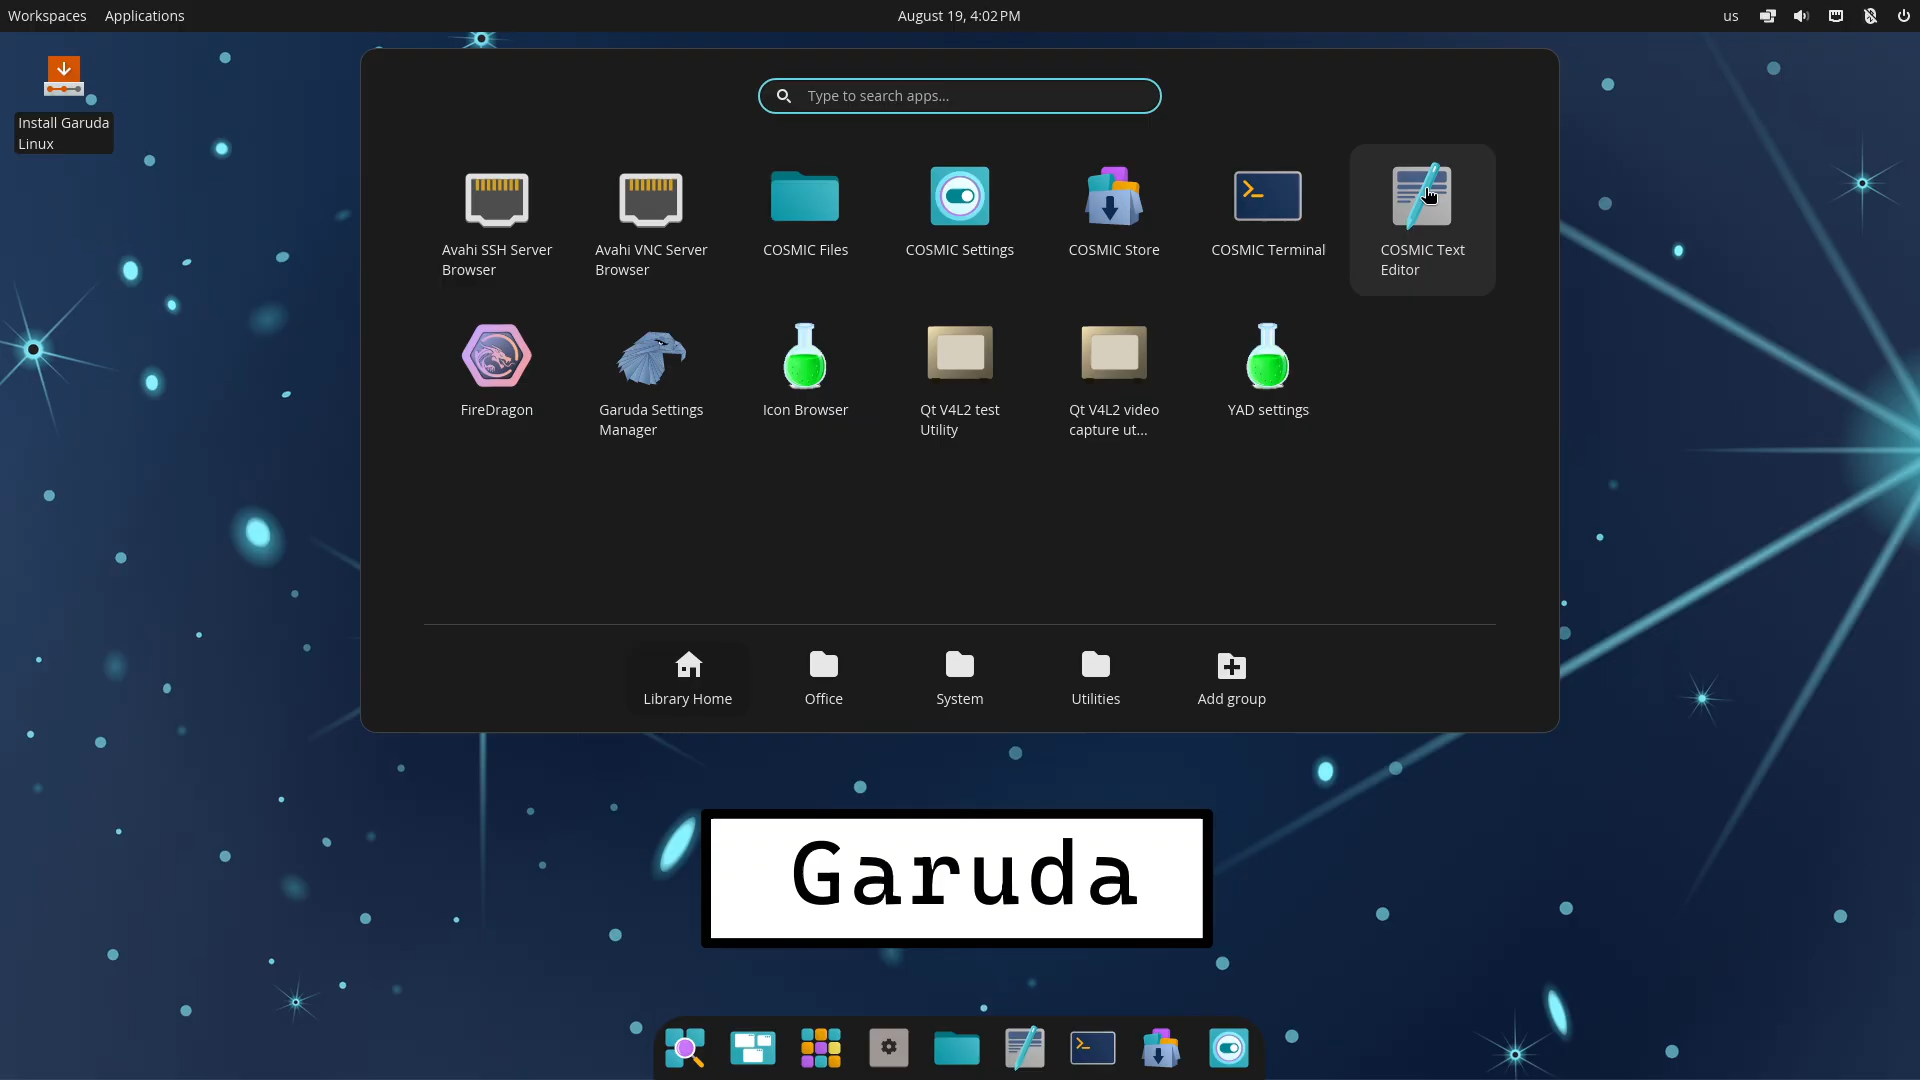 Workspaces Applications August 19, 4:02 PM us
Install Garuda
Linux
Type to search apps...
Avahi SSH Server
Browser
Avahi VNC Server
Browser
COSMIC Files
COSMIC Settings
COSMIC Store
COSMIC Terminal
COSMIC Text
Editor
FireDragon
Garuda Settings
Manager
Icon Browser
Qt V4L2 test
Utility
Qt V4L2 video
capture ut...
YAD settings
Library Home
Office
System
Utilities
Add group
Garuda